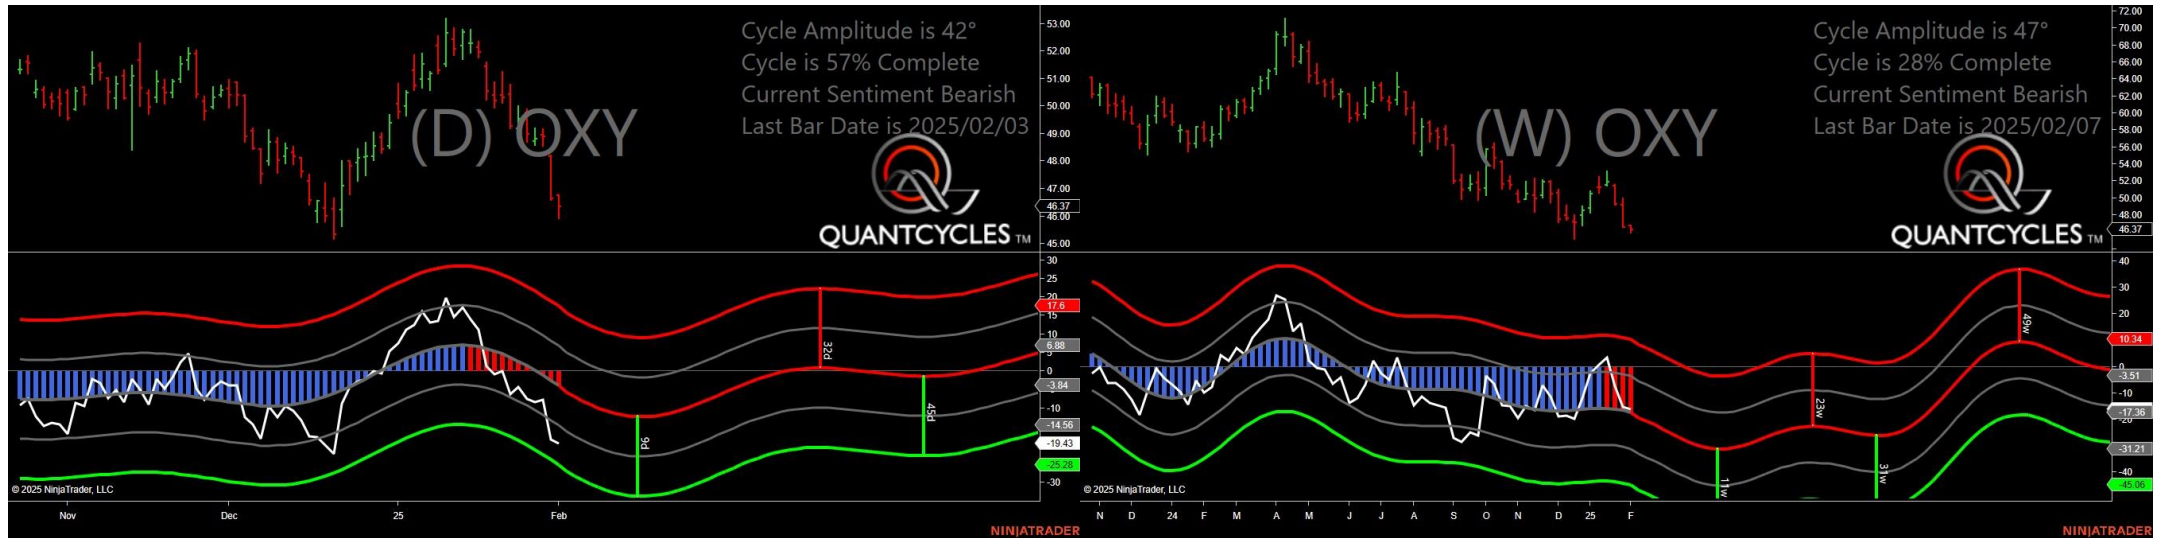 Cycle Amplitude is 42°
Cycle is 57% Complete
Current Sentiment Bearish
Last Bar Date is 2025/02/03
(D) OXY
QUANTCYCLES TM
53.00
52.00
51.00
50.00
49.00
48.00
47.00
46.37
46.00
45.00
30
25
20
17.6
15
10
6.88
5
0
-3.84
-10
-14.56
-19.43
-25.28
-30
9d
32d
45d
© 2025 NinjaTrader, LLC
Nov
Dec
25
Feb
NINJATRADER
Cycle Amplitude is 47°
Cycle is 28% Complete
Current Sentiment Bearish
Last Bar Date is 2025/02/07
(W) OXY
QUANTCYCLES TM
72.00
70.00
68.00
66.00
64.00
62.00
60.00
58.00
56.00
54.00
52.00
50.00
48.00
46.37
40
30
20
10.34
0
-3.51
-10
-17.36
-20
-31.21
-40
-45.06
11w
23w
31w
49w
© 2025 NinjaTrader, LLC
N D 24 F M A M J J A S O N D 25 F
NINJATRADER